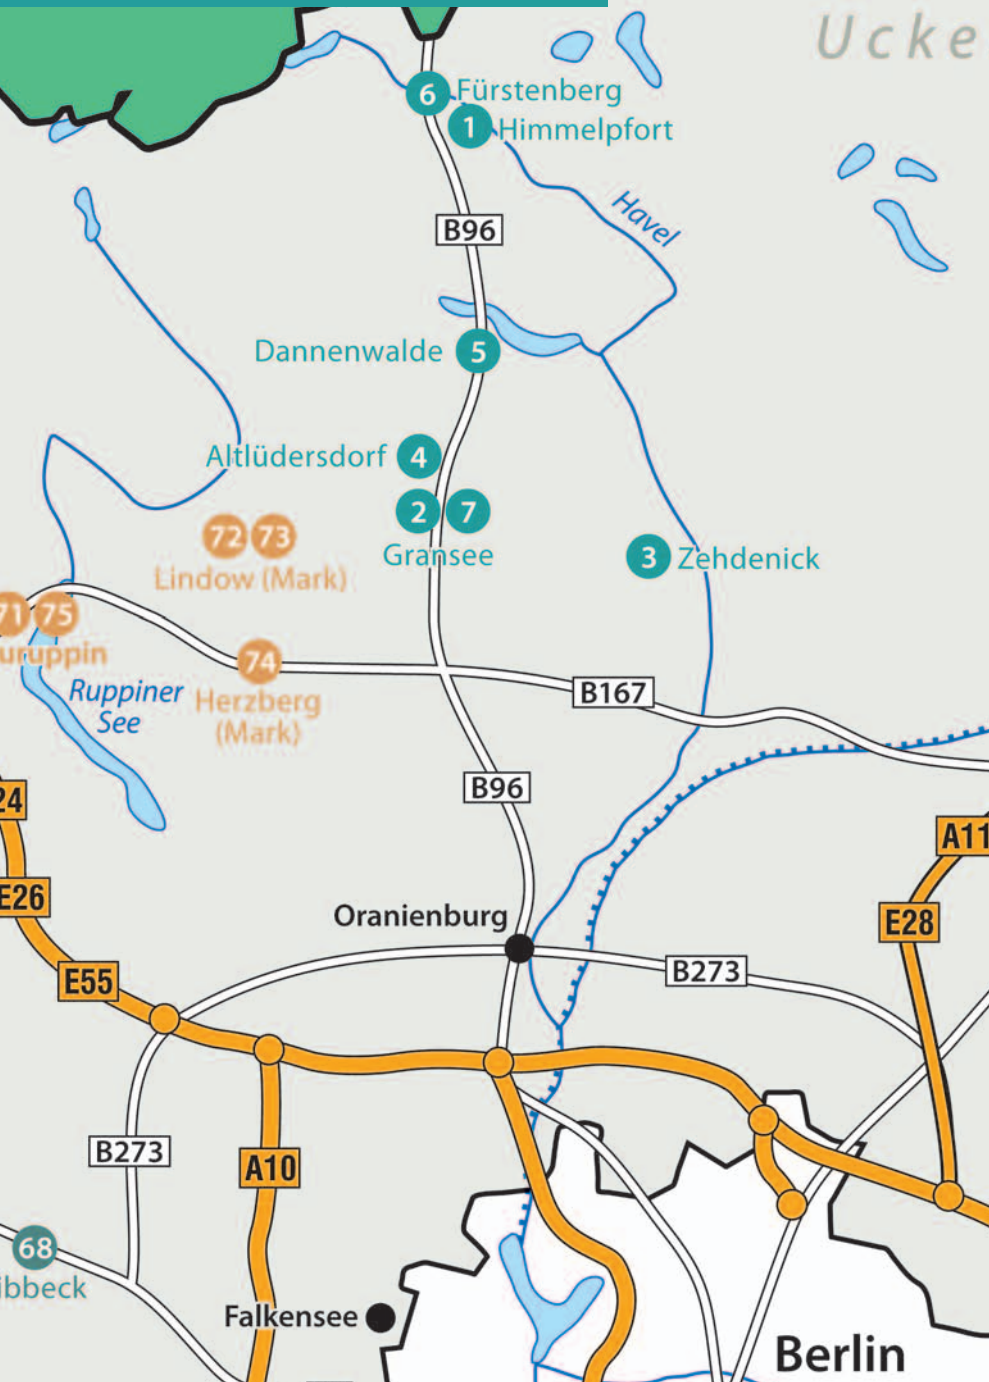 Ucke
6 Fürstenberg
1 Himmelpfort
Havel
B96
Dannenwalde 5
Altlüdersdorf 4
2 7
Gransee
72 73
Lindow (Mark)
3 Zehdenick
71 75
uruppin
74
Herzberg
(Mark)
Ruppiner
See
B167
B96
24
A11
E26
E28
Oranienburg
B273
E55
B273
A10
68
ibbeck
Falkensee
Berlin